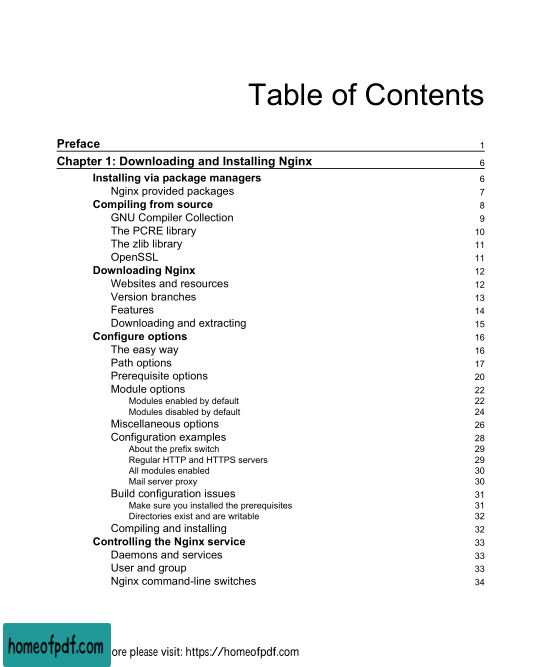 Table of Contents
Preface 1
Chapter 1: Downloading and Installing Nginx 6
Installing via package managers 6
Nginx provided packages 7
Compiling from source 8
GNU Compiler Collection 9
The PCRE library 10
The zlib library 11
OpenSSL 11
Downloading Nginx 12
Websites and resources 12
Version branches 13
Features 14
Downloading and extracting 15
Configure options 16
The easy way 16
Path options 17
Prerequisite options 20
Module options 22
Modules enabled by default 22
Modules disabled by default 24
Miscellaneous options 26
Configuration examples 28
About the prefix switch 29
Regular HTTP and HTTPS servers 29
All modules enabled 30
Mail server proxy 30
Build configuration issues 31
Make sure you installed the prerequisites 31
Directories exist and are writable 32
Compiling and installing 32
Controlling the Nginx service 33
Daemons and services 33
User and group 33
Nginx command-line switches 34
homeofpdf.com ore please visit: https://homeofpdf.com